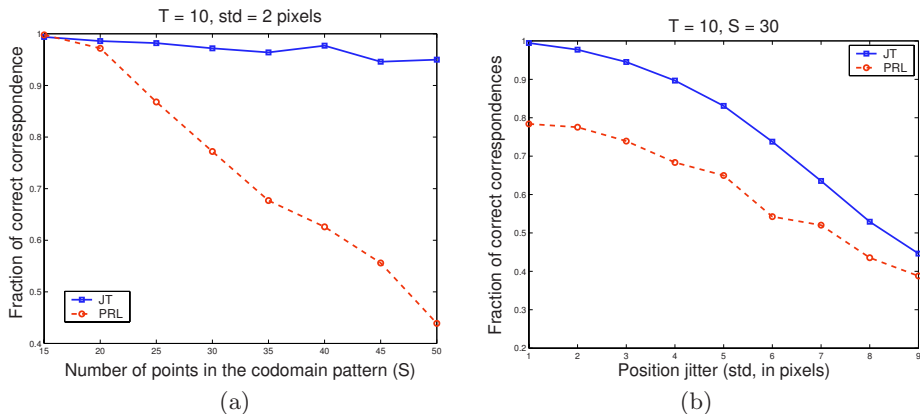 T = 10, std = 2 pixels
Fraction of correct correspondence
1
0.9
0.8
0.7
0.6
0.5
0.4
JT
PRL
15 20 25 30 35 40 45 50
Number of points in the codomain pattern (S)
(a)
T = 10, S = 30
Fraction of correct correspondences
1
0.9
0.8
0.7
0.6
0.5
0.4
0.3
0.2
JT
PRL
1 2 3 4 5 6 7 8 9
Position jitter (std, in pixels)
(b)